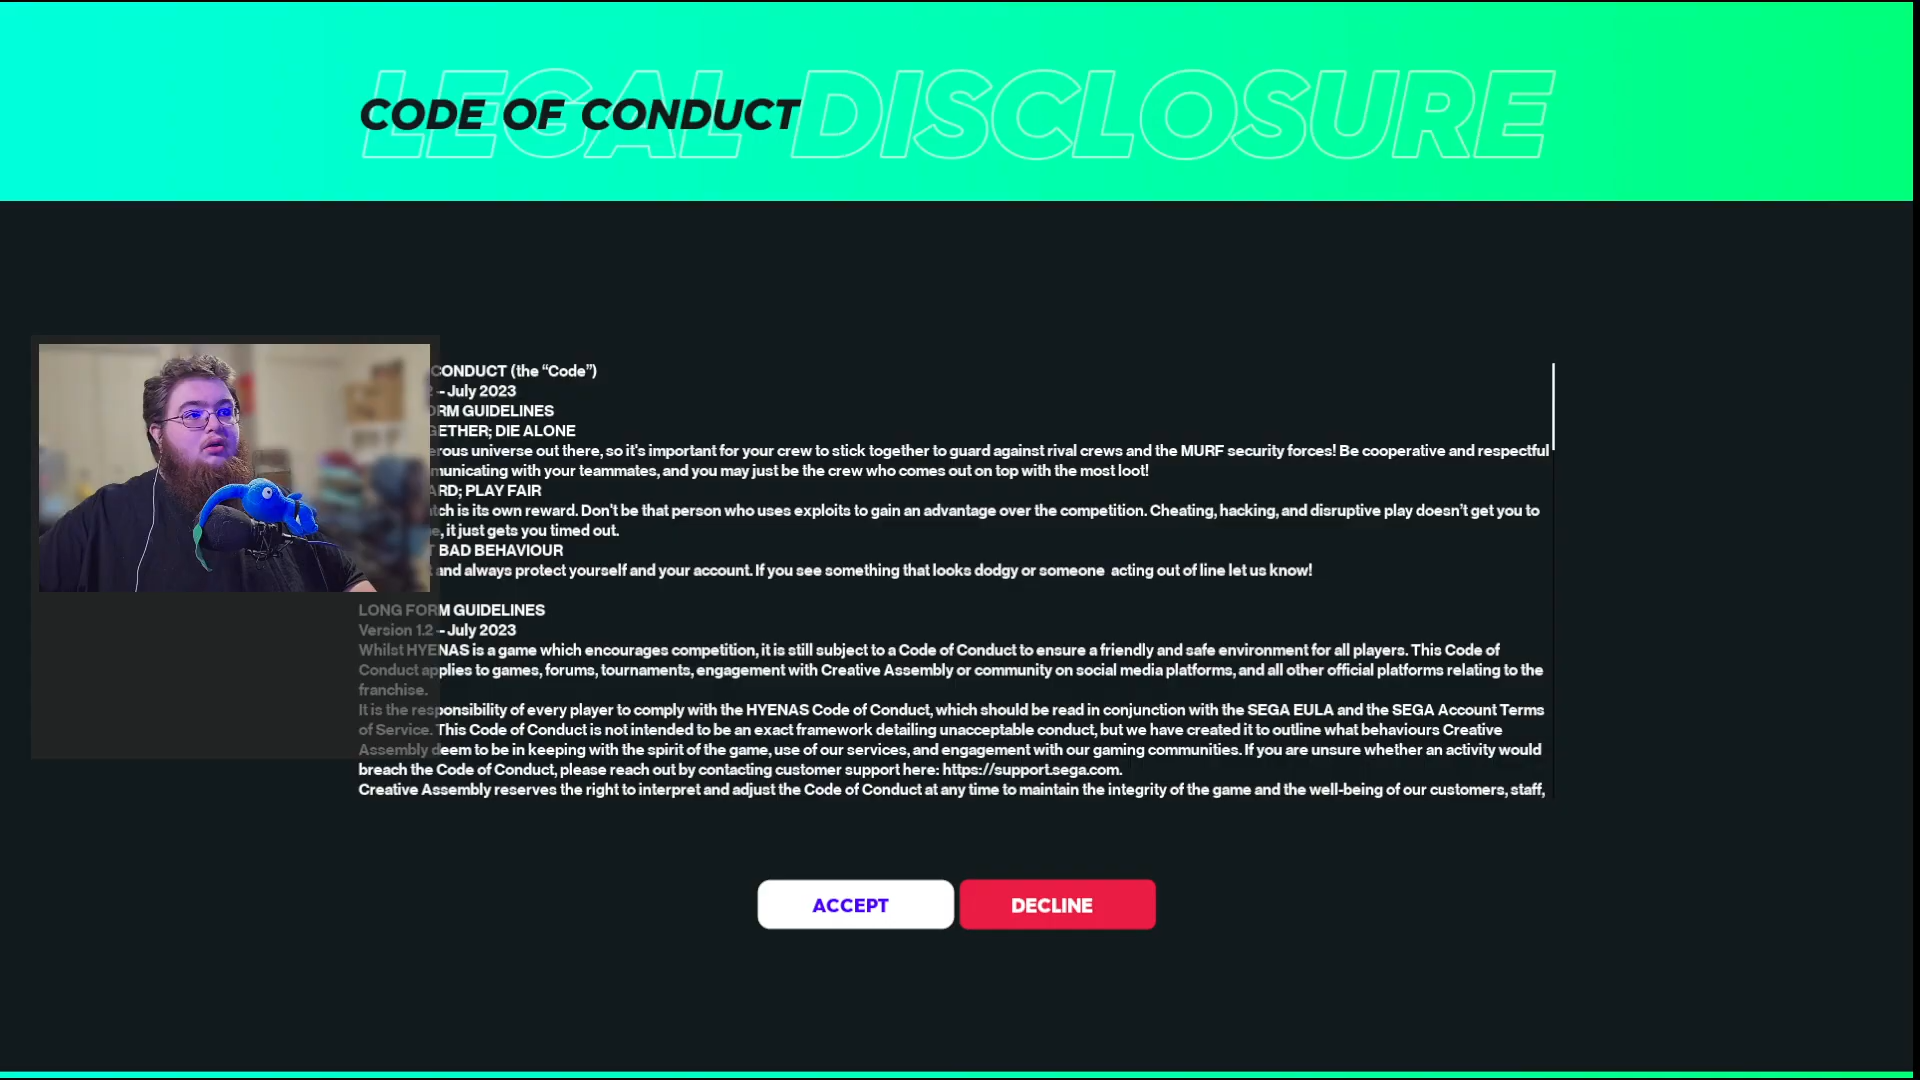 LEGAL DISCLOSURE
CODE OF CONDUCT
CONDUCT (the “Code”)
– July 2023
GUIDELINES
DIE ALONE
universe out there, so it's important for your crew to stick together to guard against rival crews and the MURF security forces! Be cooperative and respectful
with your teammates, and you may just be the crew who comes out on top with the most loot!
PLAY FAIR
is its own reward. Don't be that person who uses exploits to gain an advantage over the competition. Cheating, hacking, and disruptive play doesn’t get you to
it just gets you timed out.
BAD BEHAVIOUR
and always protect yourself and your account. If you see something that looks dodgy or someone acting out of line let us know!
LONG FORM GUIDELINES
Version 1.2 – July 2023
Whilst HYENAS is a game which encourages competition, it is still subject to a Code of Conduct to ensure a friendly and safe environment for all players. This Code of
Conduct applies to games, forums, tournaments, engagement with Creative Assembly or community on social media platforms, and all other official platforms relating to the
franchise.
It is the responsibility of every player to comply with the HYENAS Code of Conduct, which should be read in conjunction with the SEGA EULA and the SEGA Account Terms
of Service. This Code of Conduct is not intended to be an exact framework detailing unacceptable conduct, but we have created it to outline what behaviours Creative
Assembly deem to be in keeping with the spirit of the game, use of our services, and engagement with our gaming communities. If you are unsure whether an activity would
breach the Code of Conduct, please reach out by contacting customer support here: https://support.sega.com.
Creative Assembly reserves the right to interpret and adjust the Code of Conduct at any time to maintain the integrity of the game and the well-being of our customers, staff,
ACCEPT
DECLINE